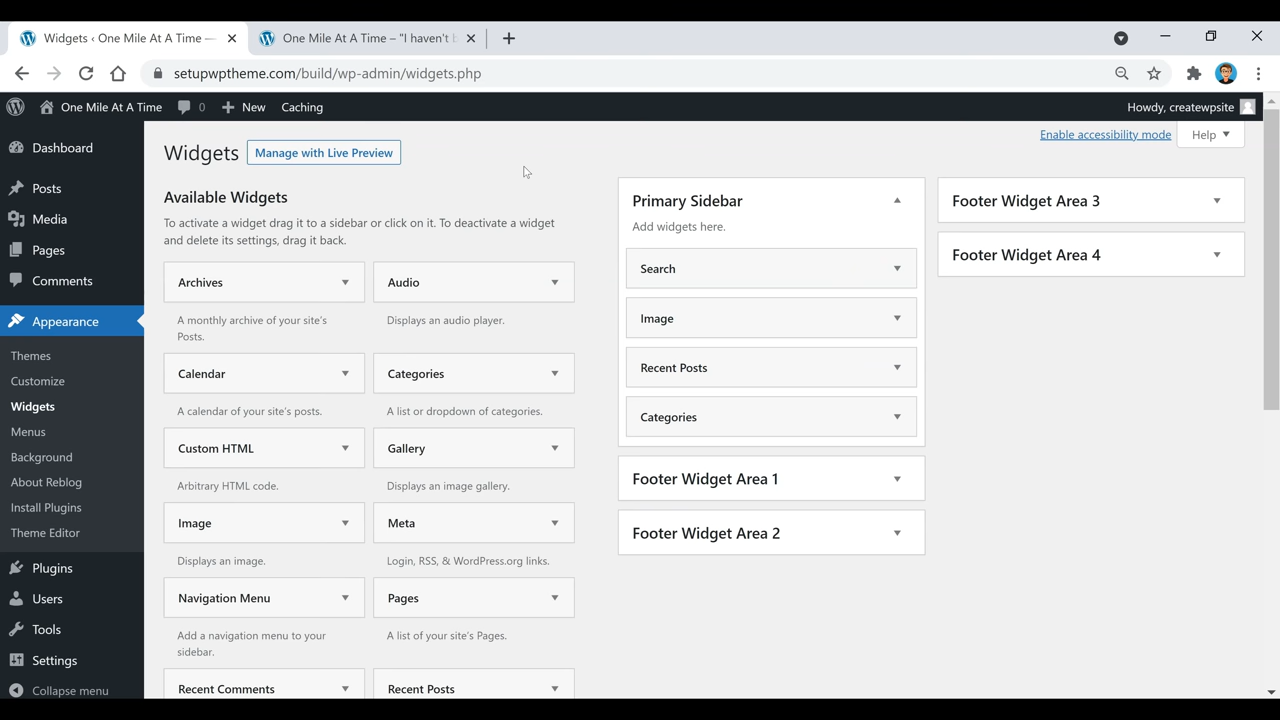 Widgets ‹ One Mile At A Time —
One Mile At A Time – "I haven't b
setupwptheme.com/build/wp-admin/widgets.php
One Mile At A Time
0
New
Caching
Howdy, createwpsite
Dashboard
Posts
Media
Pages
Comments
Appearance
Themes
Customize
Widgets
Menus
Background
About Reblog
Install Plugins
Theme Editor
Plugins
Users
Tools
Settings
Collapse menu
Enable accessibility mode
Help
Widgets
Manage with Live Preview
Available Widgets
To activate a widget drag it to a sidebar or click on it. To deactivate a widget
and delete its settings, drag it back.
Archives
A monthly archive of your site's
Posts.
Audio
Displays an audio player.
Calendar
A calendar of your site's posts.
Categories
A list or dropdown of categories.
Custom HTML
Arbitrary HTML code.
Gallery
Displays an image gallery.
Image
Displays an image.
Meta
Login, RSS, & WordPress.org links.
Navigation Menu
Add a navigation menu to your
sidebar.
Pages
A list of your site's Pages.
Recent Comments
Recent Posts
Primary Sidebar
Add widgets here.
Search
Image
Recent Posts
Categories
Footer Widget Area 1
Footer Widget Area 2
Footer Widget Area 3
Footer Widget Area 4